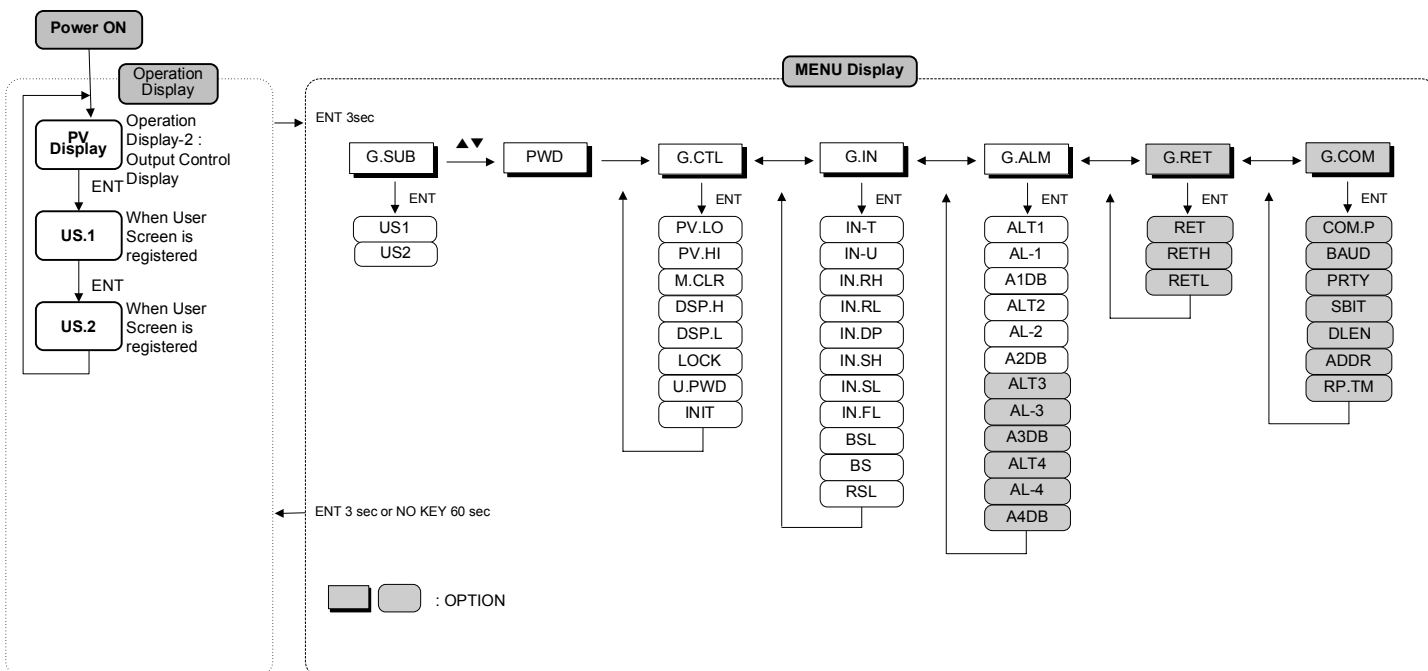 Power ON
Operation
Display
PV
Display
Operation
Display-2 :
Output Control
Display
ENT
US.1
When User
Screen is
registered
ENT
US.2
When User
Screen is
registered
MENU Display
ENT 3sec
ENT 3 sec or NO KEY 60 sec
G.SUB
▲▼
PWD
G.CTL
G.IN
G.ALM
G.RET
G.COM
ENT
US1
US2
ENT
PV.LO
PV.HI
M.CLR
DSP.H
DSP.L
LOCK
U.PWD
INIT
ENT
IN-T
IN-U
IN.RH
IN.RL
IN.DP
IN.SH
IN.SL
IN.FL
BSL
BS
RSL
ENT
ALT1
AL-1
A1DB
ALT2
AL-2
A2DB
ALT3
AL-3
A3DB
ALT4
AL-4
A4DB
ENT
RET
RETH
RETL
ENT
COM.P
BAUD
PRTY
SBIT
DLEN
ADDR
RP.TM
: OPTION